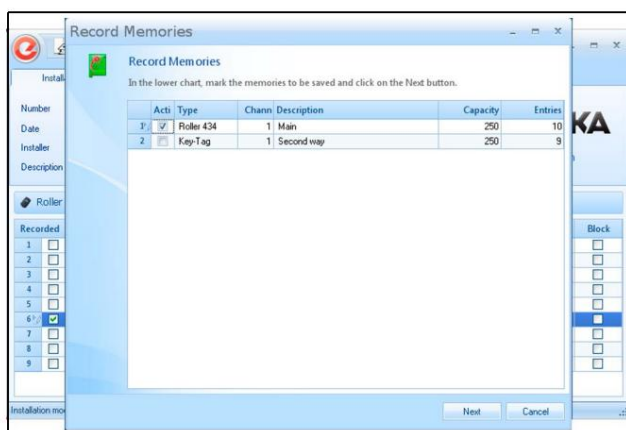 Record Memories
Record Memories
In the lower chart, mark the memories to be saved and click on the Next button.
Acti Type Chann Description Capacity Entries
1 Roller 434 1 Main 250 10
2 Key-Tag 1 Second way 250 9
Next Cancel
Install
Number
Date
Installer
Description
KA
Roller
Recorded Block
1
2
3
4
5
6
7
8
9
Installation mo